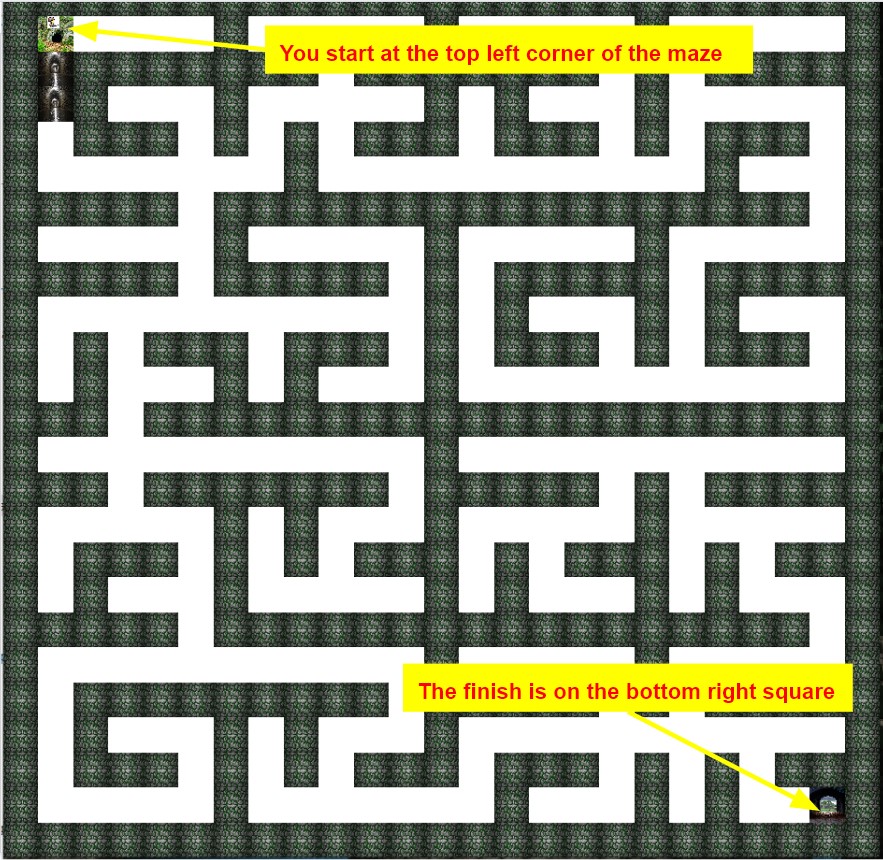 You start at the top left corner of the maze
The finish is on the bottom right square